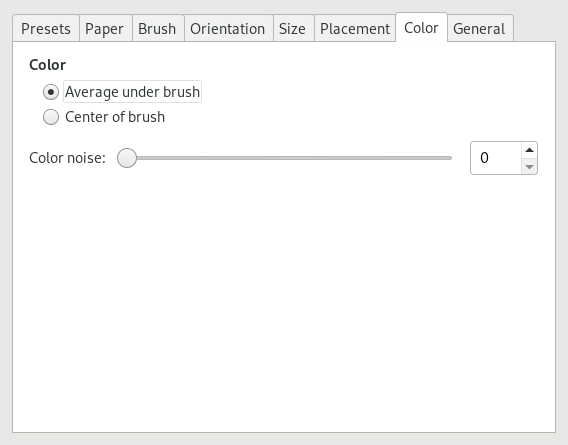 Presets Paper Brush Orientation Size Placement Color General
Color
Average under brush
Center of brush
Color noise: 0